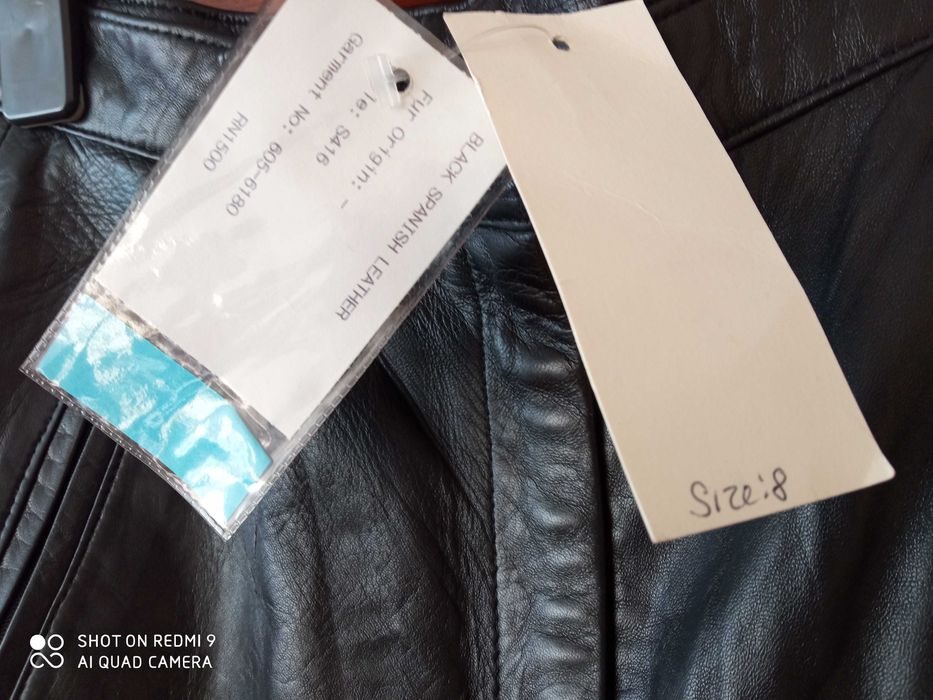 BLACK SPANISH LEATHER
Fur Origin: -
le: S416
Garment No: 605-6180
RN1500
Size:8
SHOT ON REDMI 9
AI QUAD CAMERA